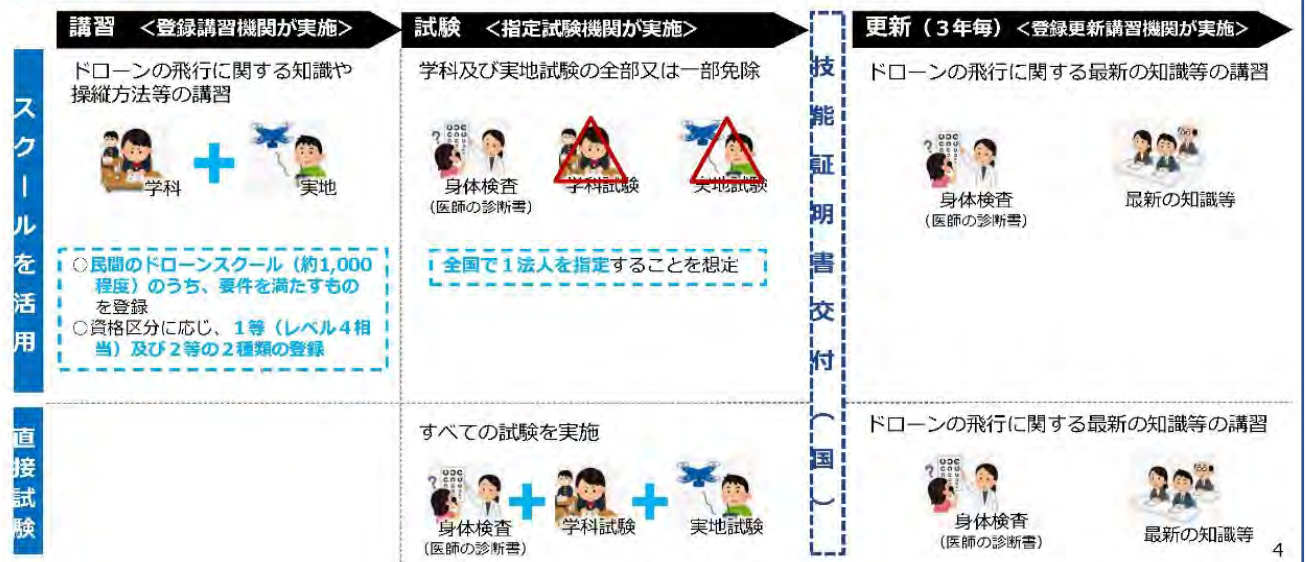 講習 <登録講習機関が実施>
試験 <指定試験機関が実施>
更新(3年毎)<登録更新講習機関が実施>
スクールを活用
ドローンの飛行に関する知識や
操縦方法等の講習
学科
実地
○民間のドローンスクール(約1,000
程度)のうち、要件を満たすもの
を登録
○資格区分に応じ、1等(レベル4相
当)及び2等の2種類の登録
学科及び実地試験の全部又は一部免除
身体検査
(医師の診断書)
学科試験
実地試験
全国で1法人を指定することを想定
技能証明書交付(国)
ドローンの飛行に関する最新の知識等の講習
身体検査
(医師の診断書)
最新の知識等
直接試験
すべての試験を実施
身体検査
(医師の診断書)
学科試験
実地試験
ドローンの飛行に関する最新の知識等の講習
身体検査
(医師の診断書)
最新の知識等
4